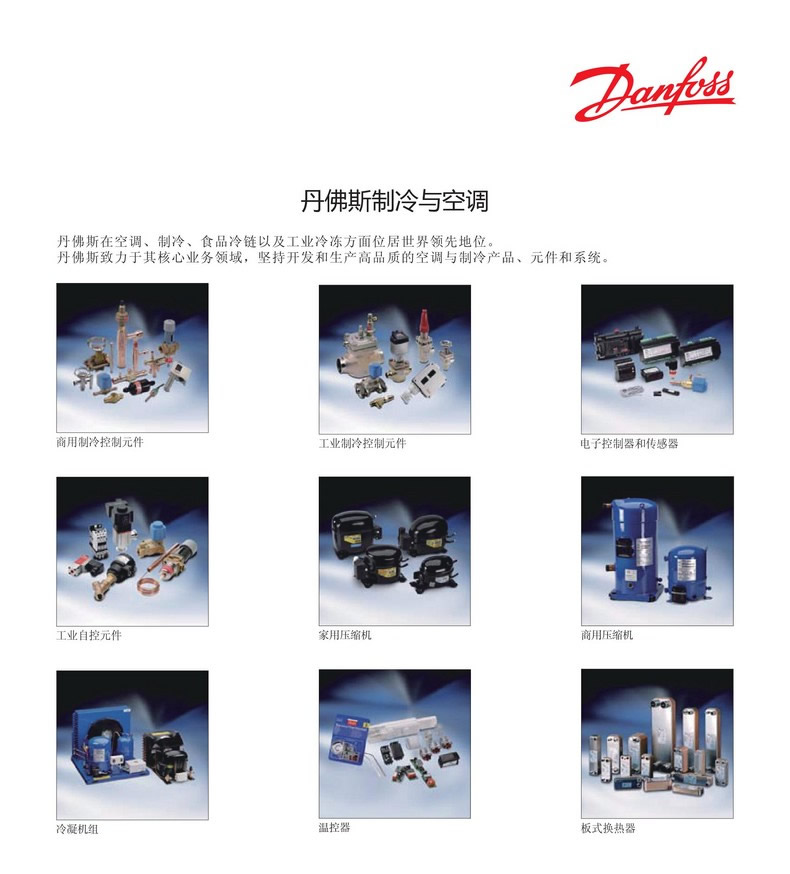 Danfoss
丹佛斯制冷与空调
丹佛斯在空调、制冷、食品冷链以及工业冷冻方面位居世界领先地位。
丹佛斯致力于其核心业务领域，坚持开发和生产高品质的空调与制冷产品、元件和系统。
商用制冷控制元件
工业制冷控制元件
电子控制器和传感器
工业自控元件
家用压缩机
商用压缩机
冷凝机组
温控器
板式换热器